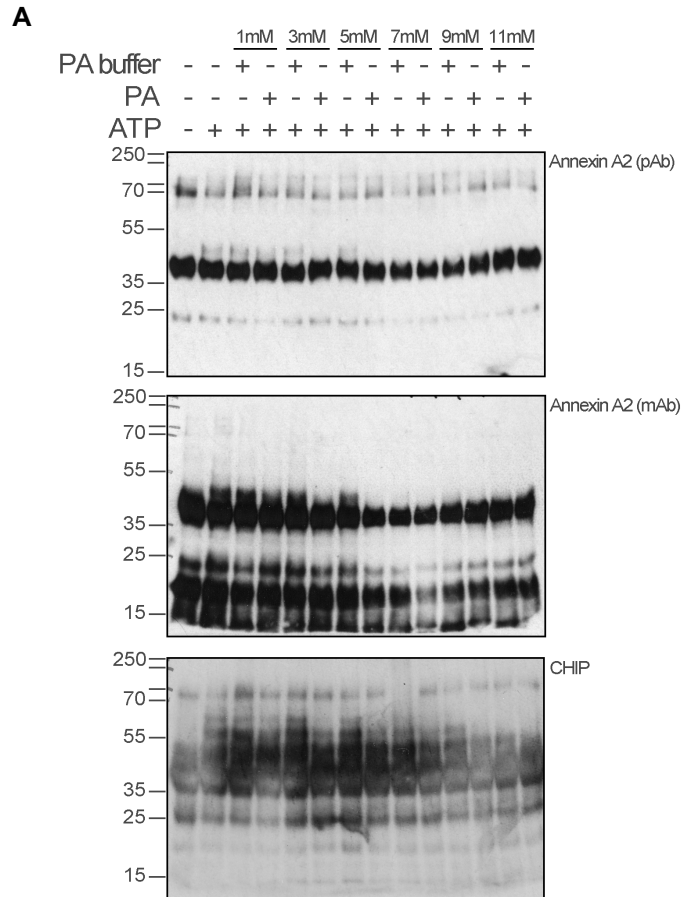 A
1mM 3mM 5mM 7mM 9mM 11mM
PA buffer - - + - + - + - + - + - + -
PA - - - + - + - + - + - + - +
ATP - + + + + + + + + + + + + +
250
70
55
35
25
15
Annexin A2 (pAb)
250
70
55
35
25
15
Annexin A2 (mAb)
250
70
55
35
25
15
CHIP